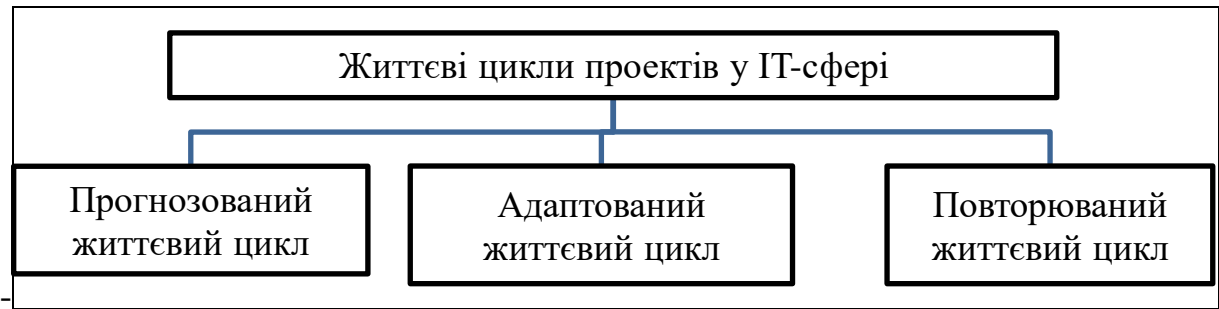 Життєві цикли проектів у ІТ-сфері
Прогнозований
життєвий цикл
Адаптований
життєвий цикл
Повторюваний
життєвий цикл
-